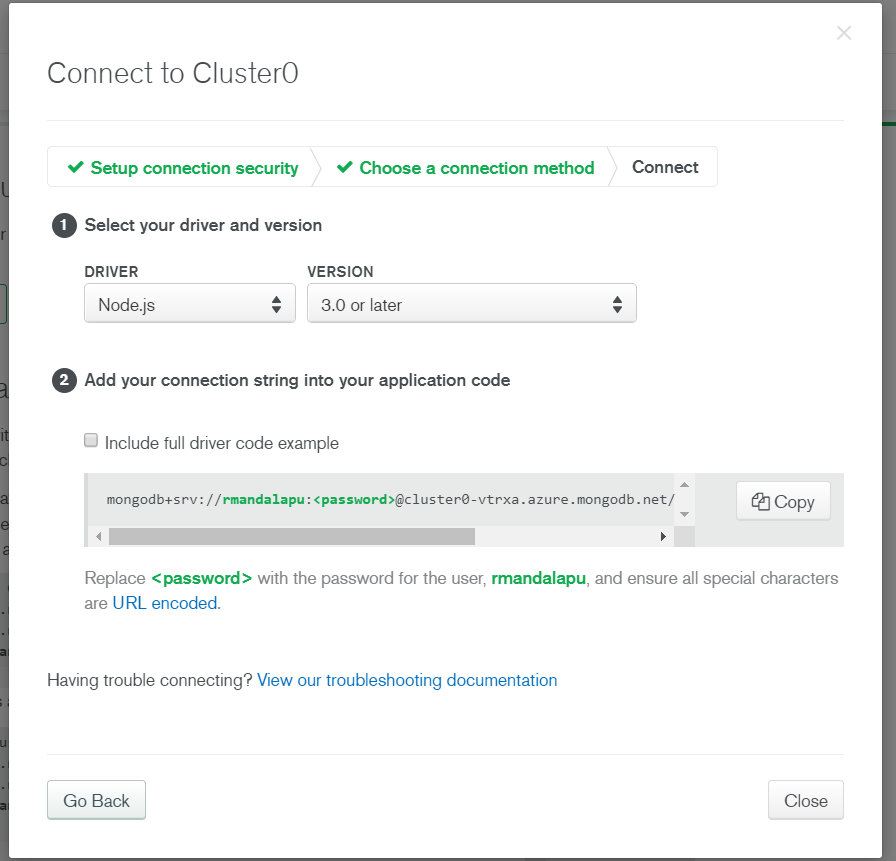 Connect to Cluster0
Setup connection security
Choose a connection method
Connect
1 Select your driver and version
DRIVER
VERSION
Node.js
3.0 or later
2 Add your connection string into your application code
Include full driver code example
mongodb+srv://rmandalapu:<password>@cluster0-vtrxa.azure.mongodb.net/
Copy
Replace <password> with the password for the user, rmandalapu, and ensure all special characters
are URL encoded.
Having trouble connecting? View our troubleshooting documentation
Go Back
Close